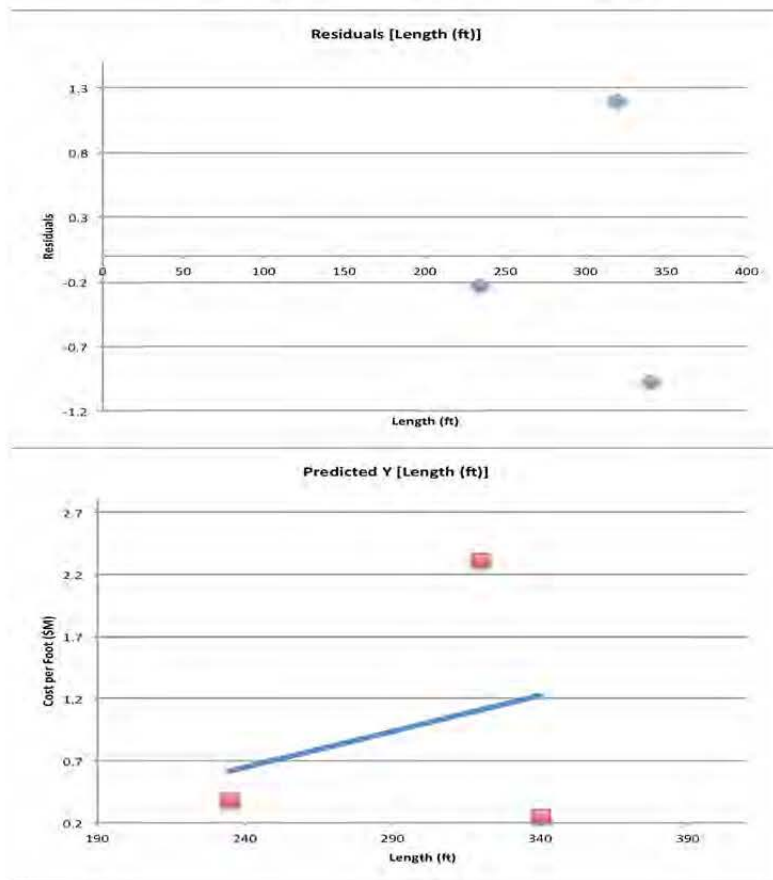 Residuals [Length (ft)]
1.3
0.8
0.3
Residuals
0 50 100 150 200 250 300 350 400
-0.2
-0.7
-1.2
Length (ft)
Predicted Y [Length (ft)]
2.7
2.2
1.7
Cost per Foot ($M)
1.2
0.7
0.2
190 240 290 340 390
Length (ft)